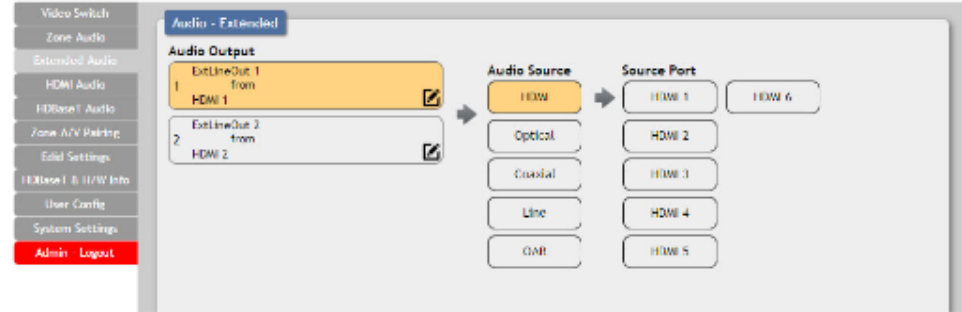 Video Switch
Zone Audio
Extended Audio
HDMI Audio
HDBaseT Audio
Zone A/V Pairing
Edid Settings
HDBaseT & H/W Info
User Config
System Settings
Admin - Logout
Audio - Extended
Audio Output
1
ExtLineOut 1
from
HDMI 1
2
ExtLineOut 2
from
HDMI 2
Audio Source
HDMI
Optical
Coaxial
Line
OAR
Source Port
HDMI 1
HDMI 2
HDMI 3
HDMI 4
HDMI 5
HDMI 6